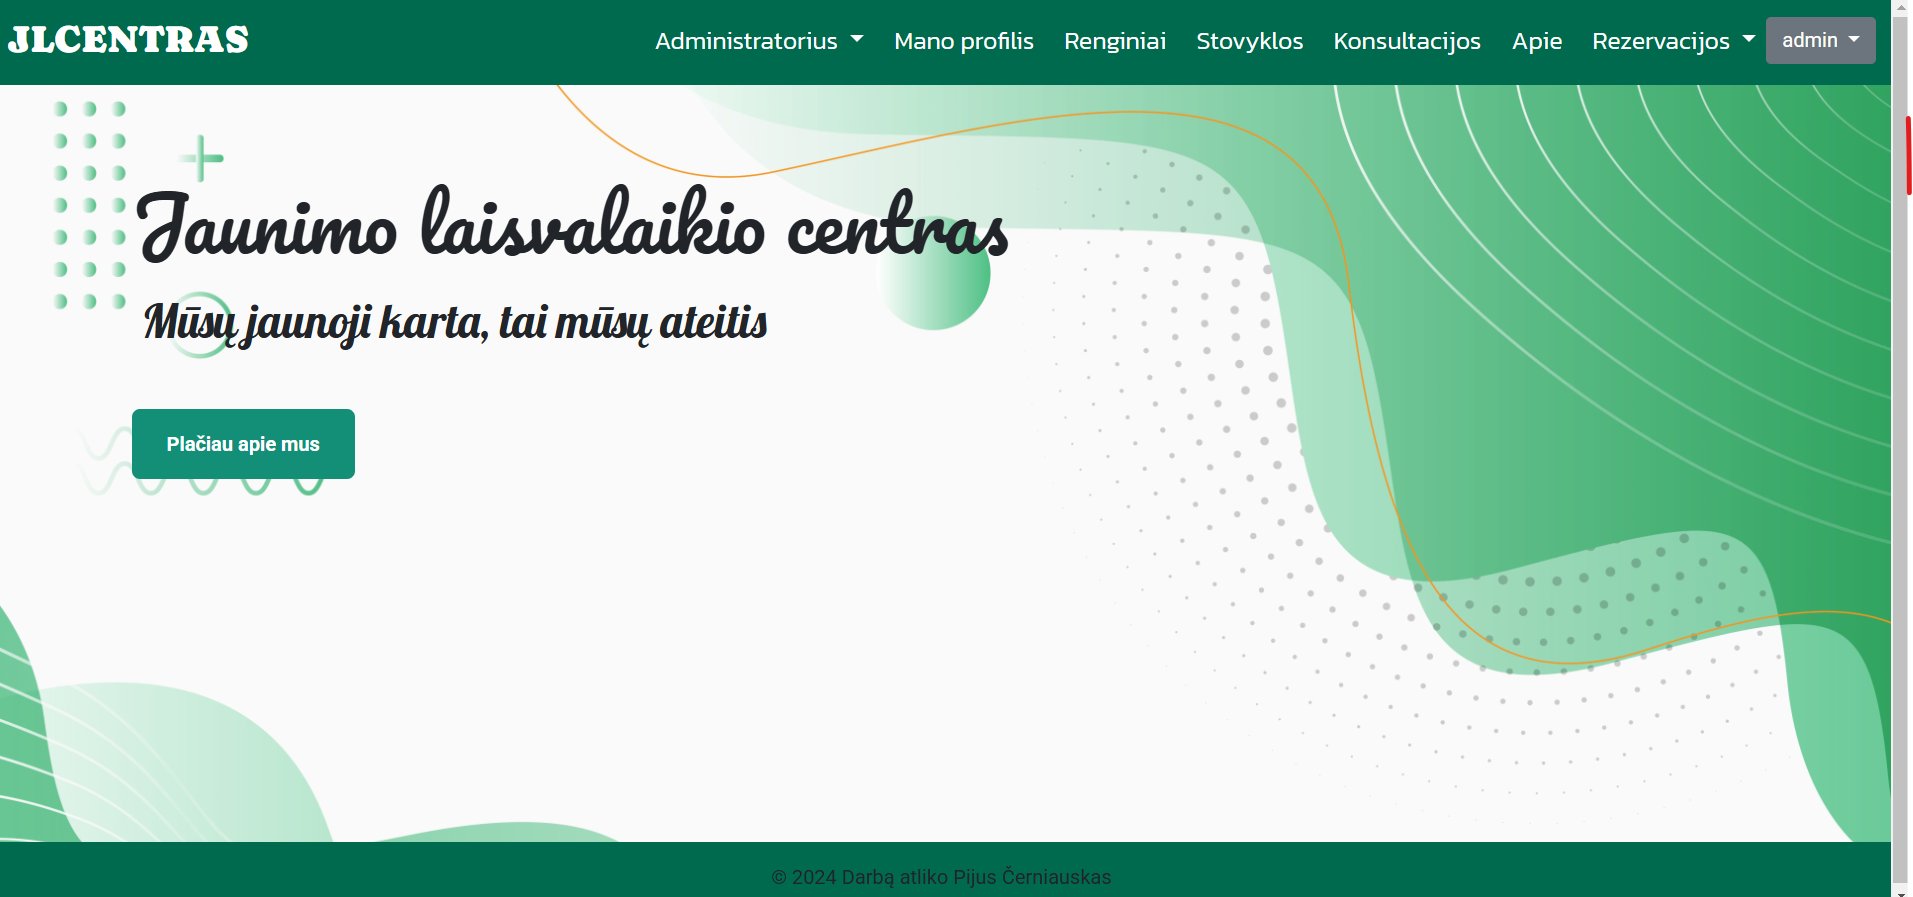 JLCENTRAS
Administratorius Mano profilis Renginiai Stovyklos Konsultacijos Apie Rezervacijos admin
Jaunimo laisvalaikio centras
Mūsų jaunoji karta, tai mūsų ateitis
Plačiau apie mus
© 2024 Darbą atliko Pijus Černiauskas